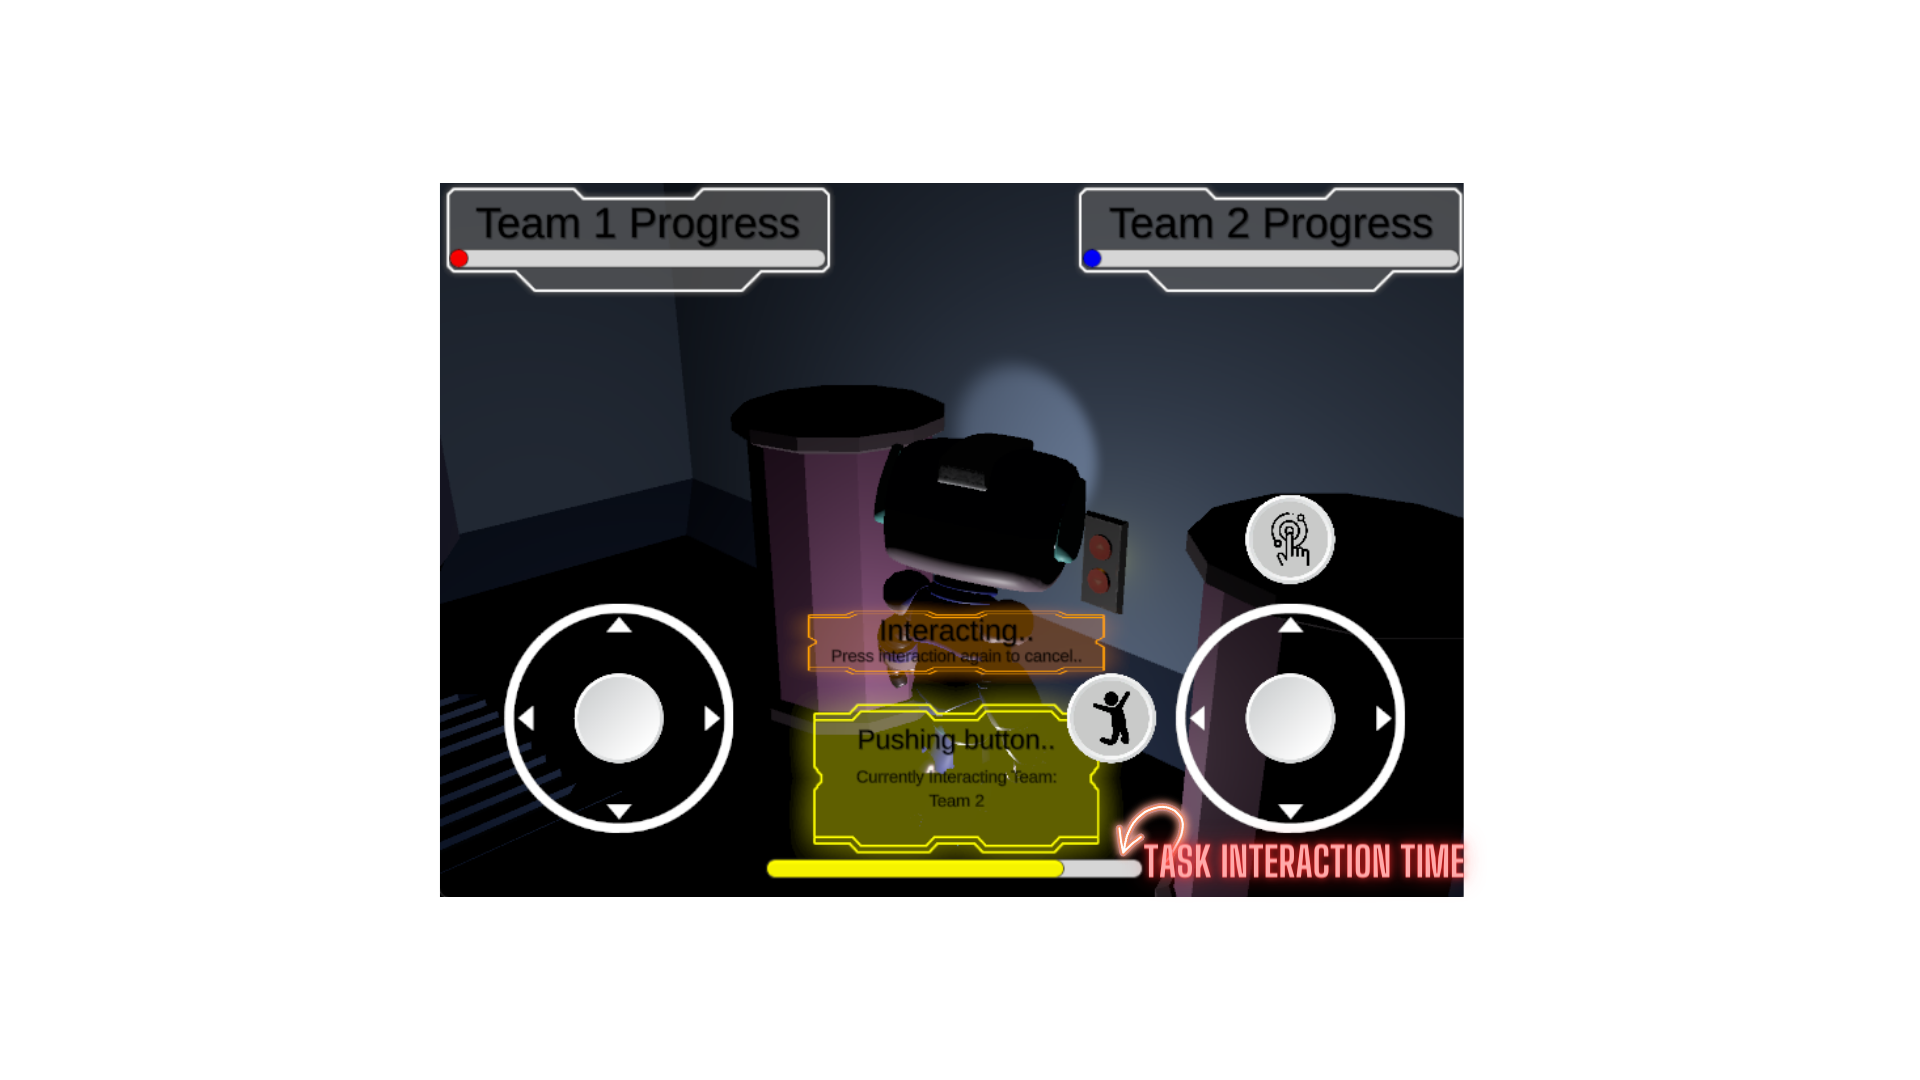 Team 1 Progress
Team 2 Progress
Interacting..
Press interaction again to cancel..
Pushing button..
Currently Interacting Team:
Team 2
TASK INTERACTION TIME